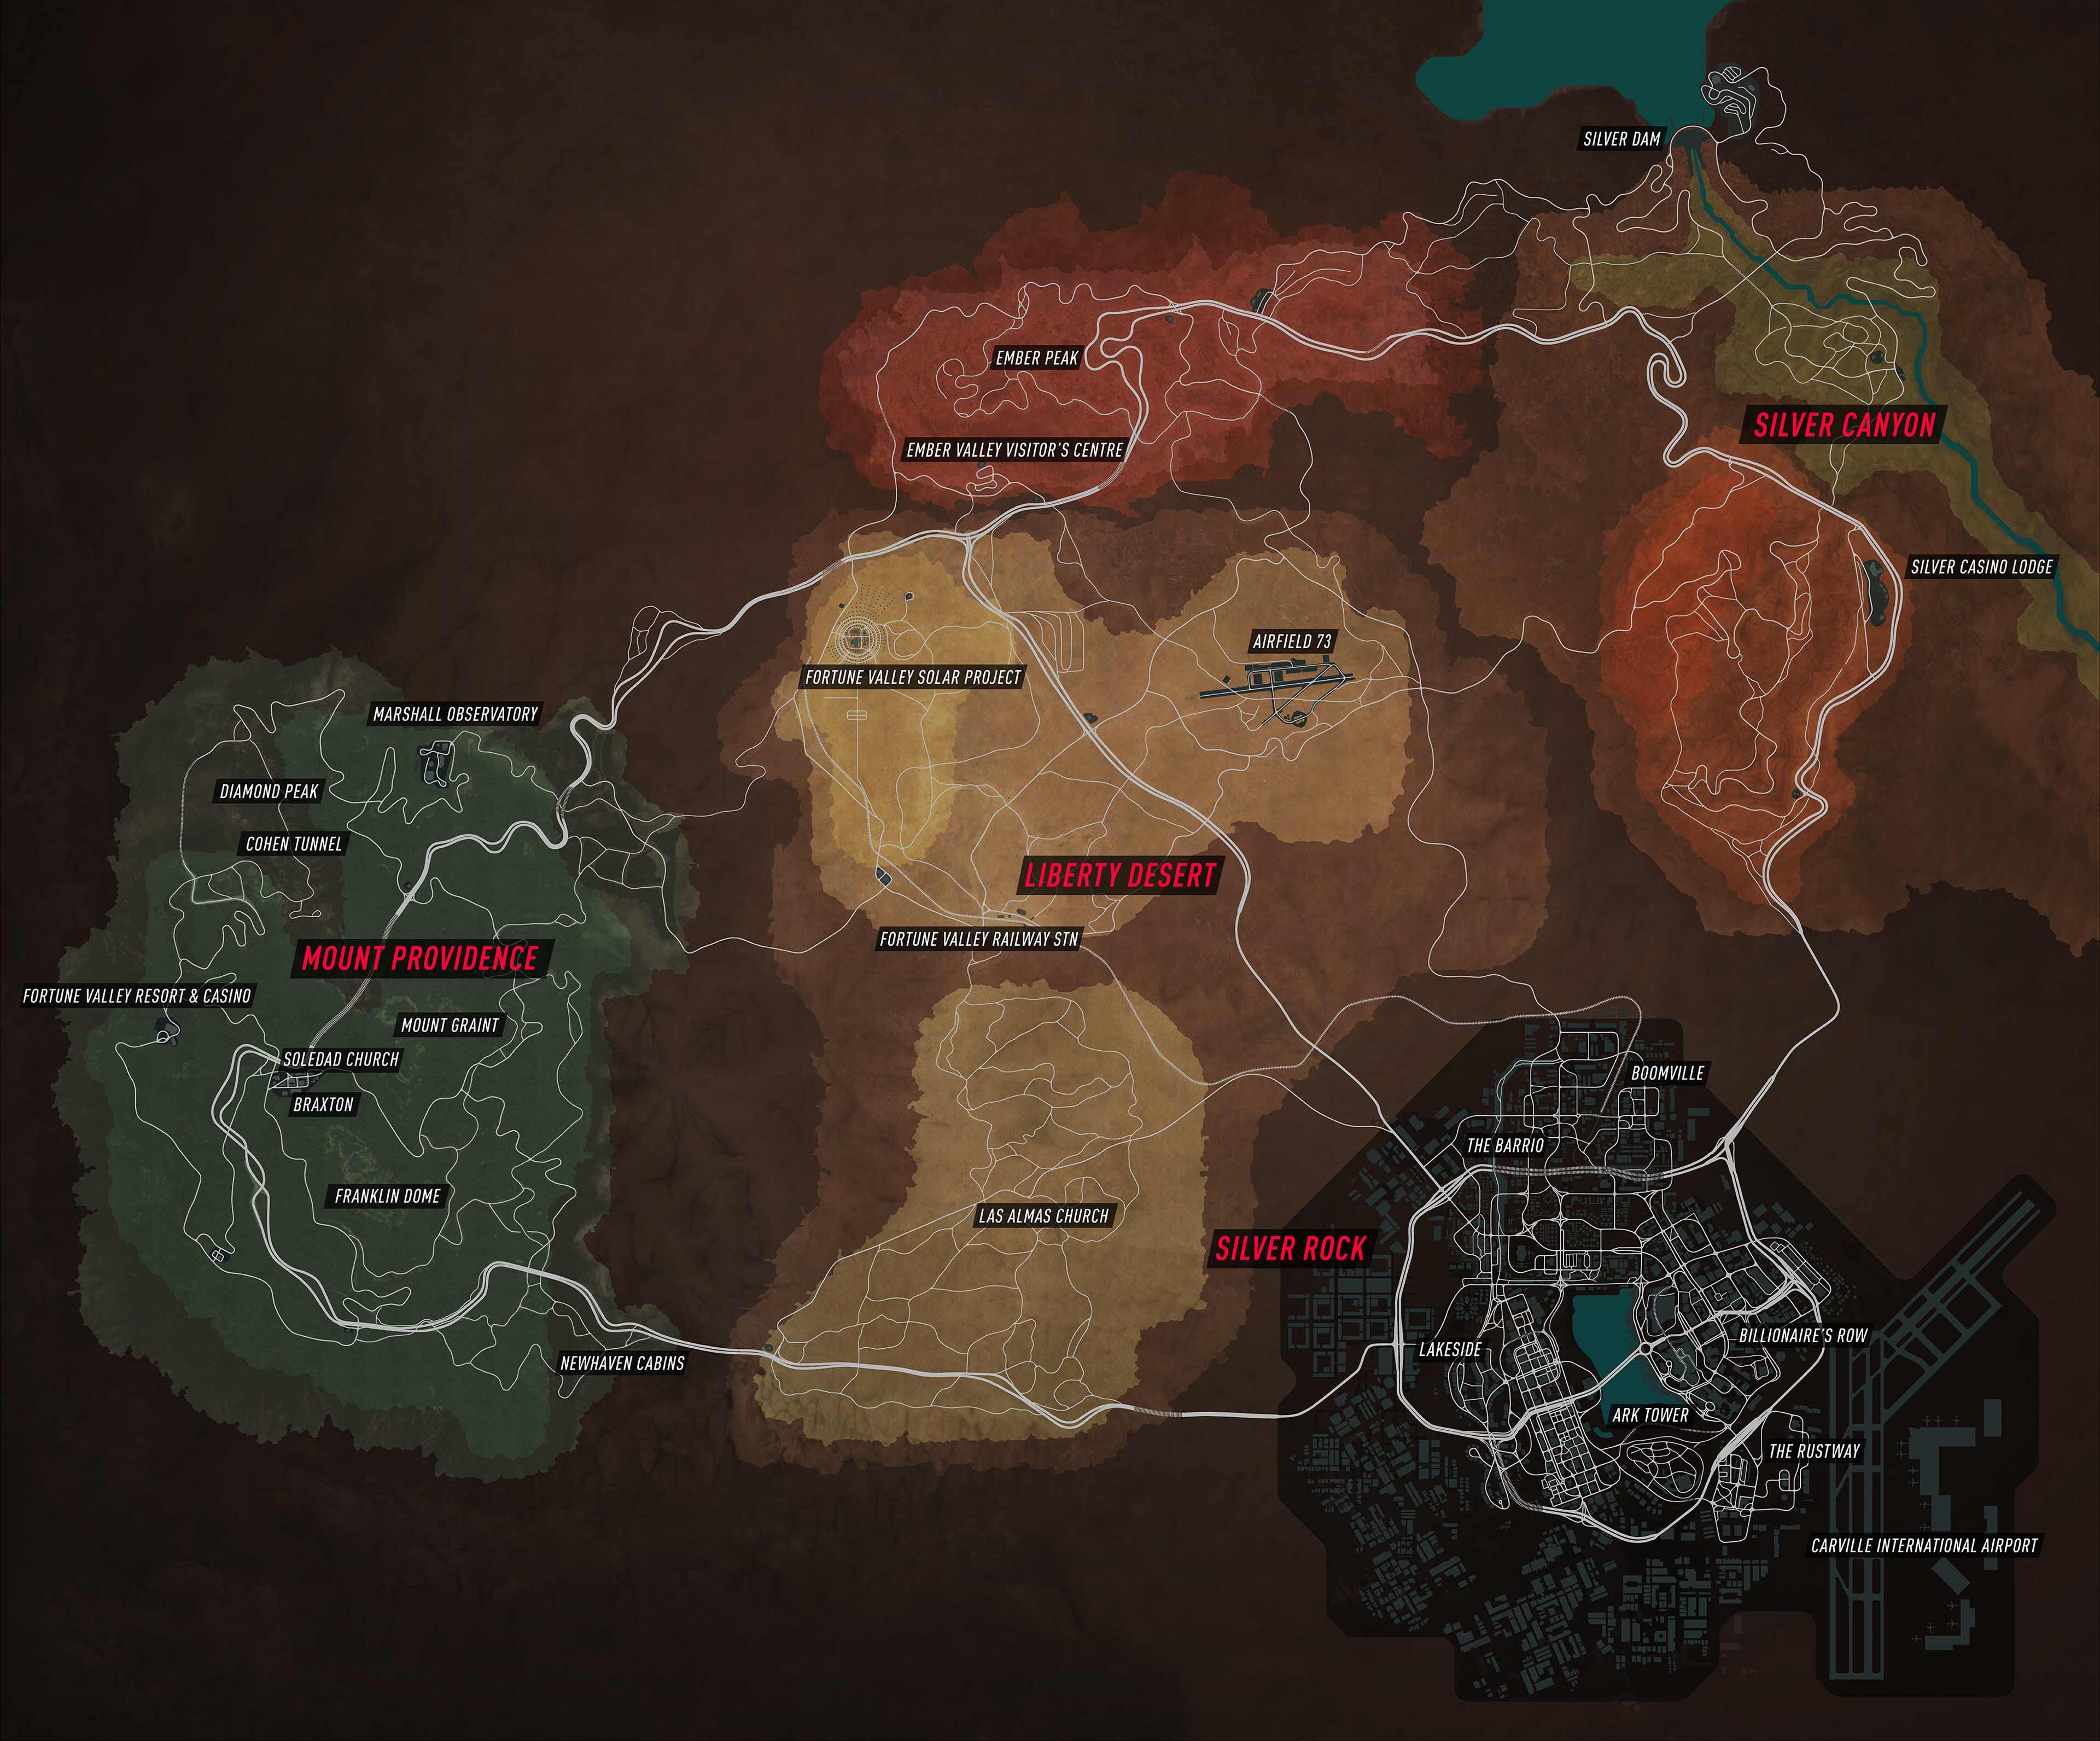 SILVER DAM
EMBER PEAK
SILVER CANYON
EMBER VALLEY VISITOR'S CENTRE
SILVER CASINO LODGE
AIRFIELD 73
FORTUNE VALLEY SOLAR PROJECT
MARSHALL OBSERVATORY
DIAMOND PEAK
COHEN TUNNEL
LIBERTY DESERT
FORTUNE VALLEY RAILWAY STN
MOUNT PROVIDENCE
FORTUNE VALLEY RESORT & CASINO
MOUNT GRAINT
SOLEDAD CHURCH
BOOMVILLE
BRAXTON
THE BARRIO
FRANKLIN DOME
LAS ALMAS CHURCH
SILVER ROCK
BILLIONAIRE'S ROW
LAKESIDE
NEWHAVEN CABINS
ARK TOWER
THE RUSTWAY
CARVILLE INTERNATIONAL AIRPORT